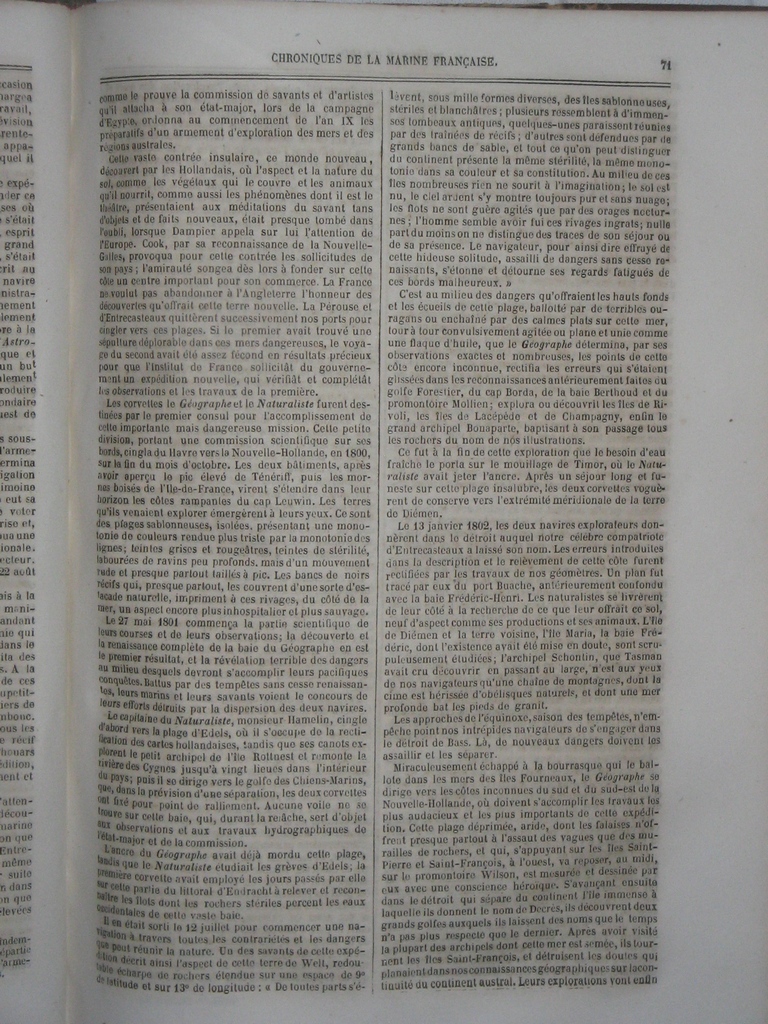 CHRONIQUES DE LA MARINE FRANÇAISE.
71
comme le prouve la commission de savants et d'artistes
qu'il attacha à son état-major, lors de la campagne
d'Égypte, ordonna au commencement de l'an IX les
préparatifs d'un armement d'exploration des mers et des
régions australes.
Cette vaste contrée insulaire, ce monde nouveau,
découvert par les Hollandais, où l'aspect et la nature du
sol, comme les végétaux qui le couvre et les animaux
qu'il nourrit, comme aussi les phénomènes dont il est le
théâtre, présentaient aux méditations du savant tans
d'objets et de faits nouveaux, était presque tombé dans
l'oubli, lorsque Dampier appela sur lui l'attention de
l'Europe. Cook, par sa reconnaissance de la Nouvelle-
Galles, provoqua pour cette contrée les sollicitudes de
son pays; l'amirauté songea dès lors à fonder sur cette
côte un centre important pour son commerce. La France
ne voulut pas abandonner à l'Angleterre l'honneur des
découvertes qu'offrait cette terre nouvelle. La Pérouse et
d'Entrecasteaux quittèrent successivement nos ports pour
cingler vers ces plages. Si le premier avait trouvé une
sépulture déplorable dans ces mers dangereuses, le voya-
ge du second avait été assez fécond en résultats précieux
pour que l'Institut de France sollicitât du gouverne-
ment un expédition nouvelle, qui vérifiât et complétât
les observations et les travaux de la première.
Les corvettes le Géographe et le Naturaliste furent des-
tinées par le premier consul pour l'accomplissement de
cette importante mais dangereuse mission. Cette petite
division, portant une commission scientifique sur ses
bords, cingla du Havre vers la Nouvelle-Hollande, en 1800,
sur la fin du mois d'octobre. Les deux bâtiments, après
avoir aperçu le pic élevé de Ténériff, puis les mor-
nes boisés de l'Ile-de-France, virent s'étendre dans leur
horizon les côtes rampantes du cap Leuwin. Les terres
qu'ils venaient explorer émergèrent à leurs yeux. Ce sont
des plages sablonneuses, isolées, présentant une mono-
tonie de couleurs rendue plus triste par la monotonie des
lignes; teintes grises et rougeâtres, teintes de stérilité,
labourées de ravins peu profonds, mais d'un mouvement
rude et presque partout taillés à pic. Les bancs de noirs
récifs qui, presque partout, les couvrent d'une sorte d'es-
tacade naturelle, impriment à ces rivages, du côté de la
mer, un aspect encore plus inhospitalier et plus sauvage.
Le 27 mai 1801 commença la partie scientifique de
leurs courses et de leurs observations; la découverte et
la renaissance complète de la baie du Géographe en est
le premier résultat, et la révélation terrible des dangers
au milieu desquels devront s'accomplir leurs pacifiques
conquêtes. Battus par des tempêtes sans cesse renaissan-
tes, leurs marins et leurs savants voient le concours de
leurs efforts détruits par la dispersion des deux navires.
Le capitaine du Naturaliste, monsieur Hamelin, cingle
d'abord vers la plage d'Edels, où il s'occupe de la recti-
fication des cartes hollandaises, tandis que ses canots ex-
plorent le petit archipel de l'île Rottnest et remonte la
rivière des Cygnes jusqu'à vingt lieues dans l'intérieur
du pays; puis il se dirige vers le golfe des Chiens-Marins,
que, dans la prévision d'une séparation, les deux corvettes
ont fixé pour point de ralliement. Aucune voile ne se
trouve sur cette baie, qui, durant la relâche, sert d'objet
aux observations et aux travaux hydrographiques de
l'état-major et de la commission.
L'ancre du Géographe avait déjà mordu cette plage,
tandis que le Naturaliste étudiait les grèves d'Edels; la
première corvette avait employé les jours passés par elle
sur cette partie du littoral d'Endracht à relever et recon-
naître les îlots dont les rochers stériles percent les eaux
occidentales de cette vaste baie.
Il en était sorti le 12 juillet pour commencer une na-
vigation à travers toutes les contrariétés et les dangers
que peut réunir la nature. Un des savants de cette expé-
dition décrit ainsi l'aspect de cette terre de Weit, redou-
table écharpe de rochers étendue sur une espace de 9°
de latitude et sur 13° de longitude : « De toutes parts s'é-
lèvent, sous mille formes diverses, des îles sablonneuses,
stériles et blanchâtres; plusieurs ressemblent à d'immen-
ses tombeaux antiques, quelques-unes paraissent réunies
par des traînées de récifs; d'autres sont défendues par de
grands bancs de sable, et tout ce qu'on peut distinguer
du continent présente la même stérilité, la même mono-
tonie dans sa couleur et sa constitution. Au milieu de ces
îles nombreuses rien ne sourit à l'imagination; le sol est
nu, le ciel ardent s'y montre toujours pur et sans nuage;
les flots ne sont guère agités que par des orages noctur-
nes; l'homme semble avoir fui ces rivages ingrats; nulle
part du moins on ne distingue des traces de son séjour ou
de sa présence. Le navigateur, pour ainsi dire effrayé de
cette hideuse solitude, assailli de dangers sans cesse re-
naissants, s'étonne et détourne ses regards fatigués de
ces bords malheureux. »
C'est au milieu des dangers qu'offraient les hauts fonds
et les écueils de cette plage, balloté par de terribles ou-
ragans ou enchaîné par des calmes plats sur cette mer,
tour à tour convulsivement agitée ou plane et unie comme
une flaque d'huile, que le Géographe détermina, par ses
observations exactes et nombreuses, les points de cette
côte encore inconnue, rectifia les erreurs qui s'étaient
glissées dans les reconnaissances antérieurement faites du
golfe Forestier, du cap Borda, de la baie Berthoud et du
promontoire Mollien; explora ou découvrit les îles de Ri-
voli, les îles de Lacépède et de Champagny, enfin le
grand archipel Bonaparte, baptisant à son passage tous
les rochers du nom de nos illustrations.
Ce fut à la fin de cette exploration que le besoin d'eau
fraîche le porta sur le mouillage de Timor, où le Natu-
raliste avait jeter l'ancre. Après un séjour long et fu-
neste sur cette plage insalubre, les deux corvettes voguè-
rent de conserve vers l'extrémité méridionale de la terre
de Diémen.
Le 13 janvier 1802, les deux navires explorateurs don-
nèrent dans le détroit auquel notre célèbre compatriote
d'Entrecasteaux a laissé son nom. Les erreurs introduites
dans la description et le relèvement de cette côte furent
rectifiées par les travaux de nos géomètres. Un plan fut
tracé par eux du port Buache, antérieurement confondu
avec la baie Frédéric-Henri. Les naturalistes se livrèrent
de leur côté à la recherche de ce que leur offrait ce sol,
neuf d'aspect comme ses productions et ses animaux. L'île
de Diémen et la terre voisine, l'île Maria, la baie Fré-
déric, dont l'existence avait été mise en doute, sont scru-
puleusement étudiées; l'archipel Schontin, que Tasman
avait cru découvrir en passant au large, n'est aux yeux
de nos navigateurs qu'une chaîne de montagnes, dont la
cime est hérissée d'obélisques naturels, et dont une mer
profonde bat les pieds de granit.
Les approches de l'équinoxe, saison des tempêtes, n'em-
pêche point nos intrépides navigateurs de s'engager dans
le détroit de Bass. Là, de nouveaux dangers doivent les
assaillir et les séparer.
Miraculeusement échappé à la bourrasque qui le bal-
lote dans les mers des îles Fourneaux, le Géographe se
dirige vers les côtes inconnues du sud et du sud-est de la
Nouvelle-Hollande, où doivent s'accomplir les travaux les
plus audacieux et les plus importants de cette expédi-
tion. Cette plage déprimée, aride, dont les falaises n'of-
frent presque partout à l'assaut des vagues que des mu-
railles de rochers, et qui, s'appuyant sur les îles Saint-
Pierre et Saint-François, à l'ouest, va reposer, au midi,
sur le promontoire Wilson, est mesurée et dessinée par
eux avec une conscience héroïque. S'avançant ensuite
dans le détroit qui sépare du continent l'île immense à
laquelle ils donnent le nom de Decrès, ils découvrent deux
grands golfes auxquels ils laissent des noms que le temps
n'a pas plus respecté que le dernier. Après avoir visité
la plupart des archipels dont cette mer est semée, ils tour-
nent les îles Saint-François, et détruisent les doutes qui
planaient dans nos connaissances géographiques sur la con-
tinuité du continent austral. Leurs explorations vont enfin